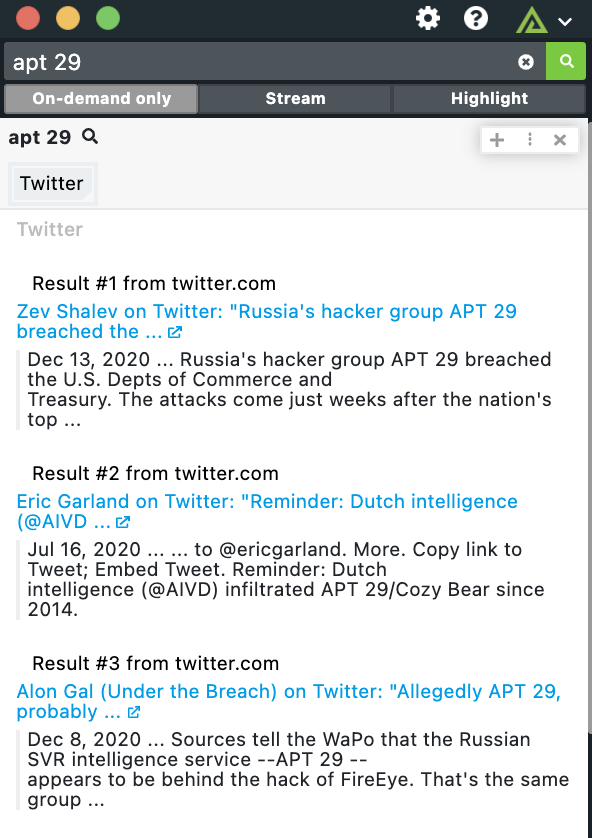 apt 29
On-demand only Stream Highlight
apt 29
Twitter
Twitter
Result #1 from twitter.com
Zev Shalev on Twitter: "Russia's hacker group APT 29
breached the ...
Dec 13, 2020 ... Russia's hacker group APT 29 breached
the U.S. Depts of Commerce and
Treasury. The attacks come just weeks after the nation's
top ...
Result #2 from twitter.com
Eric Garland on Twitter: "Reminder: Dutch intelligence
(@AIVD ...
Jul 16, 2020 ... ... to @ericgarland. More. Copy link to
Tweet; Embed Tweet. Reminder: Dutch
intelligence (@AIVD) infiltrated APT 29/Cozy Bear since
2014.
Result #3 from twitter.com
Alon Gal (Under the Breach) on Twitter: "Allegedly APT 29,
probably ...
Dec 8, 2020 ... Sources tell the WaPo that the Russian
SVR intelligence service --APT 29 --
appears to be behind the hack of FireEye. That's the same
group ...